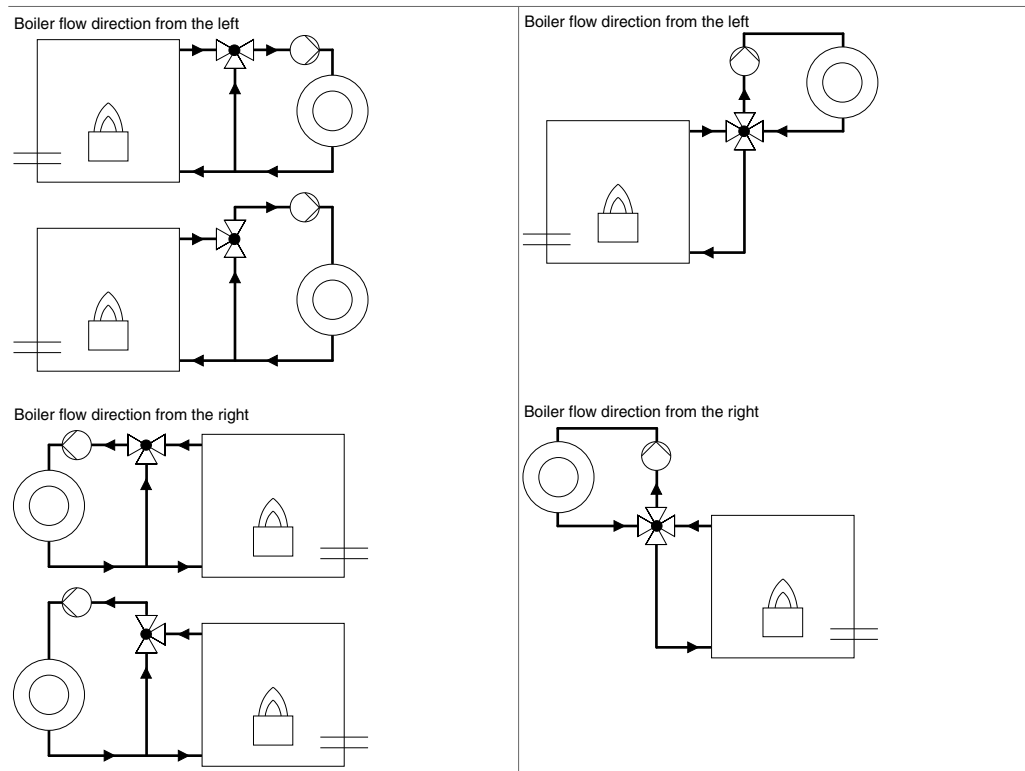 Boiler flow direction from the left
Boiler flow direction from the right
Boiler flow direction from the left
Boiler flow direction from the right